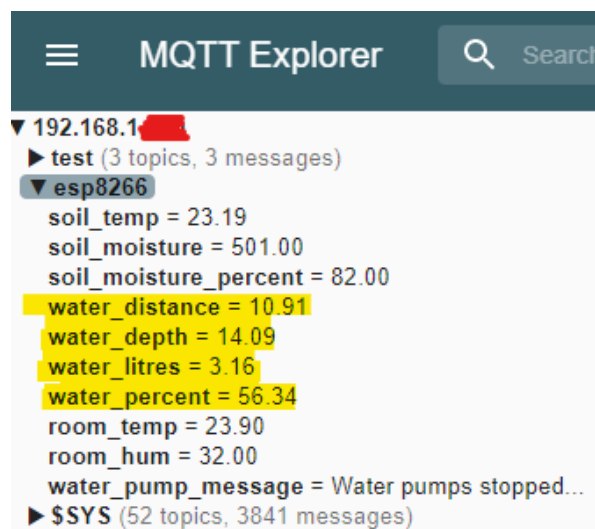 MQTT Explorer
Search
▼ 192.168.1
▶ test (3 topics, 3 messages)
▼ esp8266
soil_temp = 23.19
soil_moisture = 501.00
soil_moisture_percent = 82.00
water_distance = 10.91
water_depth = 14.09
water_litres = 3.16
water_percent = 56.34
room_temp = 23.90
room_hum = 32.00
water_pump_message = Water pumps stopped...
▶ $SYS (52 topics, 3841 messages)